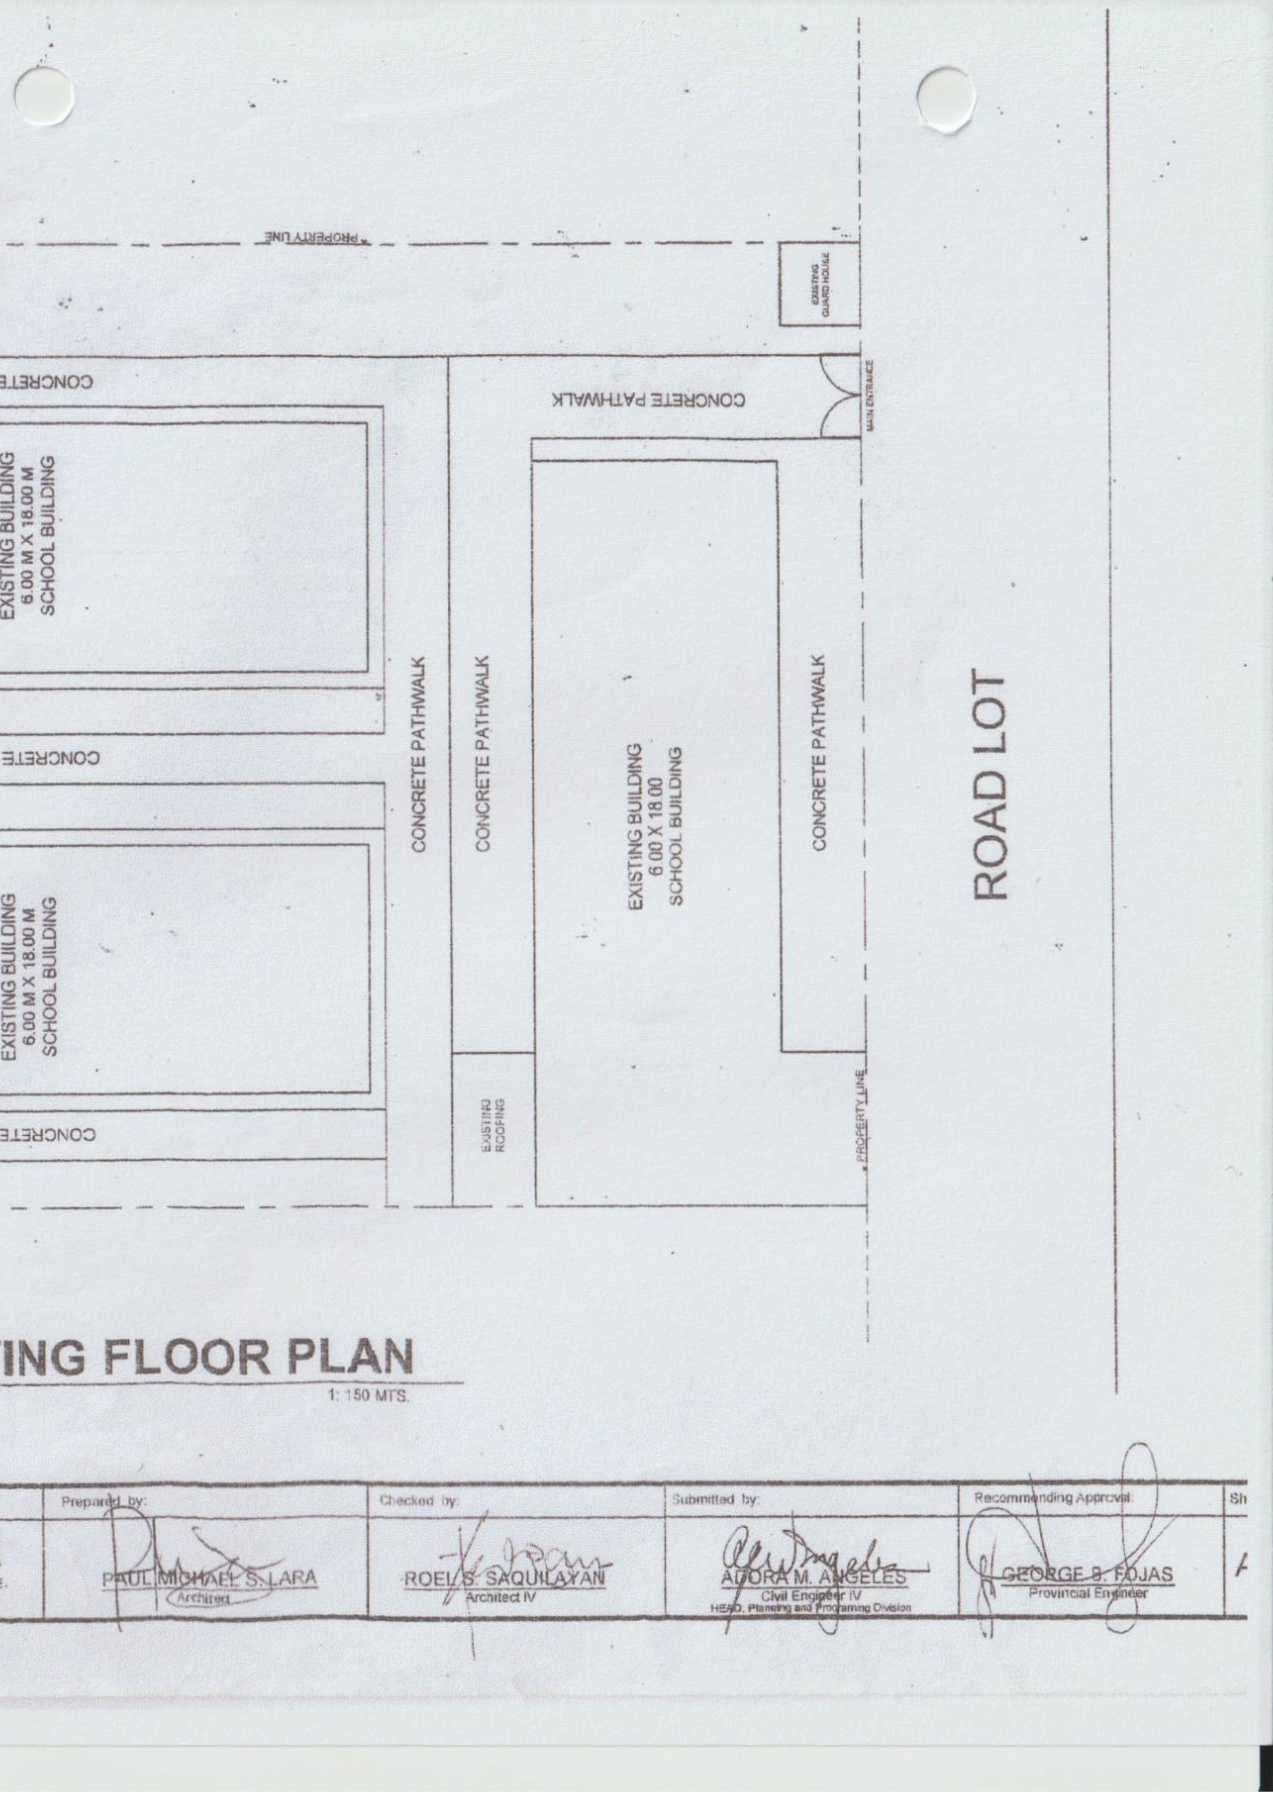 PROPERTY LINE
EXISTING
GUARD HOUSE
CONCRETE
CONCRETE PATHWALK
MAIN ENTRANCE
EXISTING BUILDING
6.00 M X 18.00 M
SCHOOL BUILDING
CONCRETE PATHWALK
CONCRETE PATHWALK
EXISTING BUILDING
6.00 X 18.00
SCHOOL BUILDING
CONCRETE PATHWALK
ROAD LOT
CONCRETE
EXISTING BUILDING
6.00 M X 18.00 M
SCHOOL BUILDING
CONCRETE
EXISTING
ROOFING
PROPERTY LINE
ING FLOOR PLAN
1: 150 MTS.
Prepared by:
PAUL MICHAEL S. LARA
Architect
Checked by:
ROEL S. SAQUILAYAN
Architect IV
Submitted by:
ADORA M. ANGELES
Civil Engineer IV
HEAD, Planning and Programing Division
Recommending Approval:
GEORGE B. FOJAS
Provincial Engineer
Sh